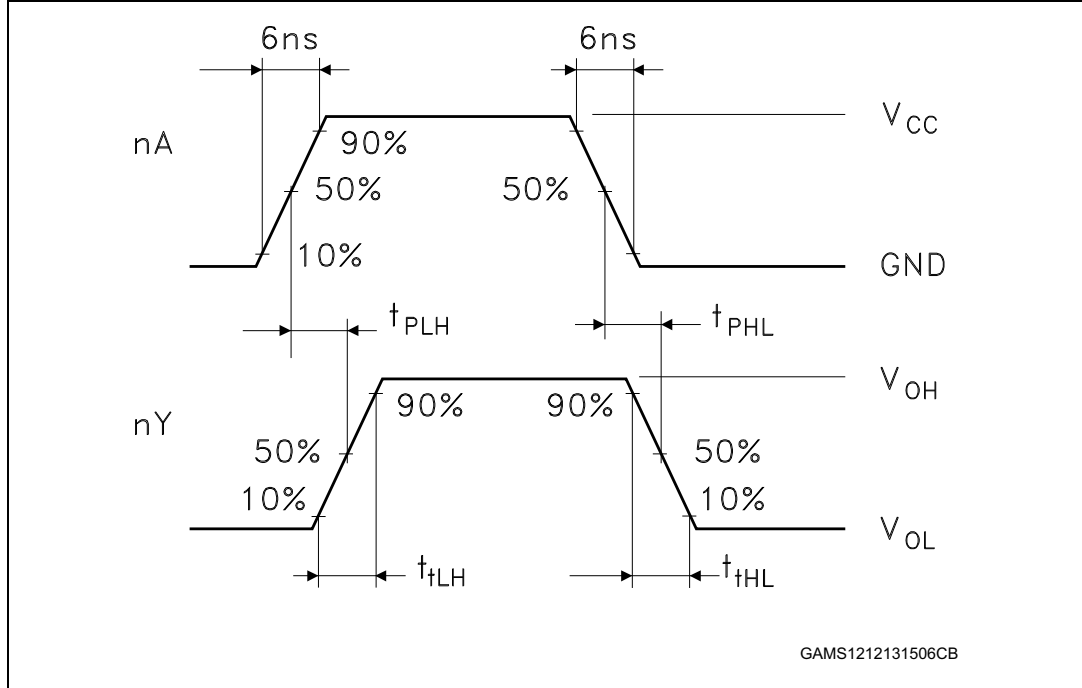 6ns 6ns
nA
90%
V_CC
50% 50%
10%
GND
t_PLH t_PHL
nY
90% 90%
V_OH
50% 50%
10% 10%
V_OL
t_tLH t_tHL
GAMS1212131506CB